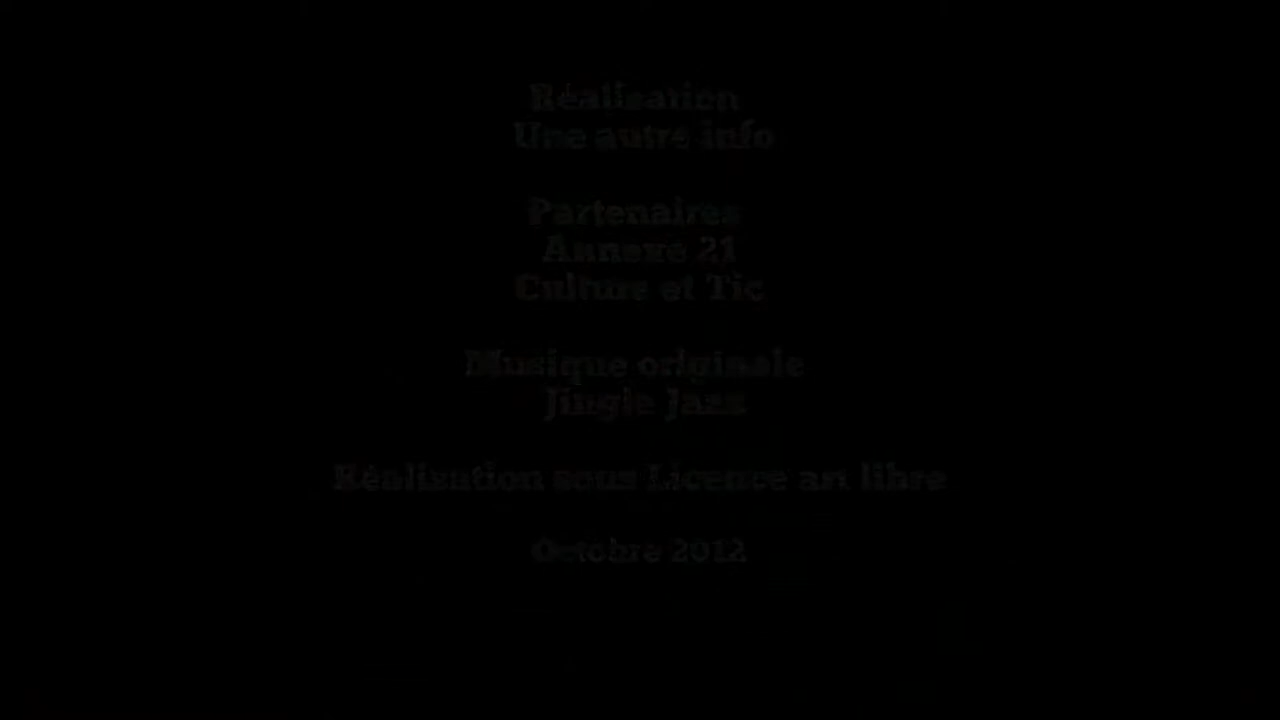 Réalisation
Une autre info
Partenaires
Annexe 21
Culture et Tic
Musique originale
Jingle Jazz
Réalisation sous Licence art libre
Octobre 2012